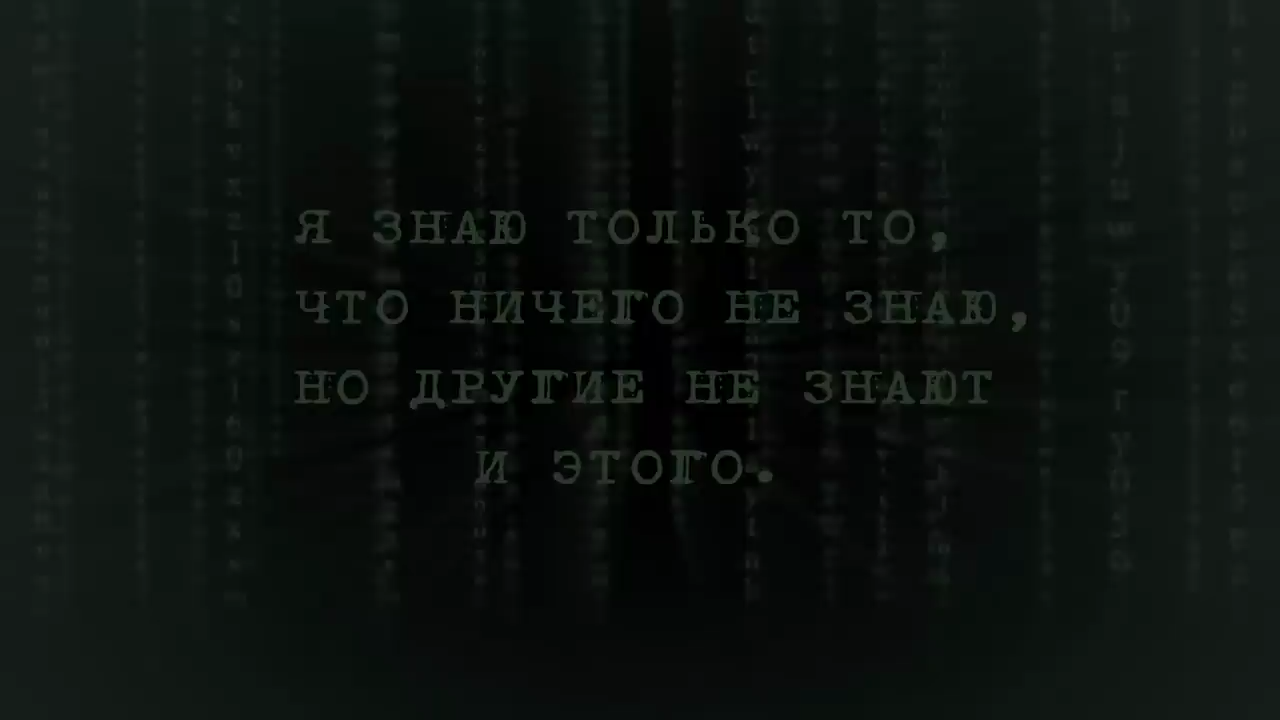 Я ЗНАЮ ТОЛЬКО ТО,
ЧТО НИЧЕГО НЕ ЗНАЮ,
НО ДРУГИЕ НЕ ЗНАЮТ
И ЭТОГО.